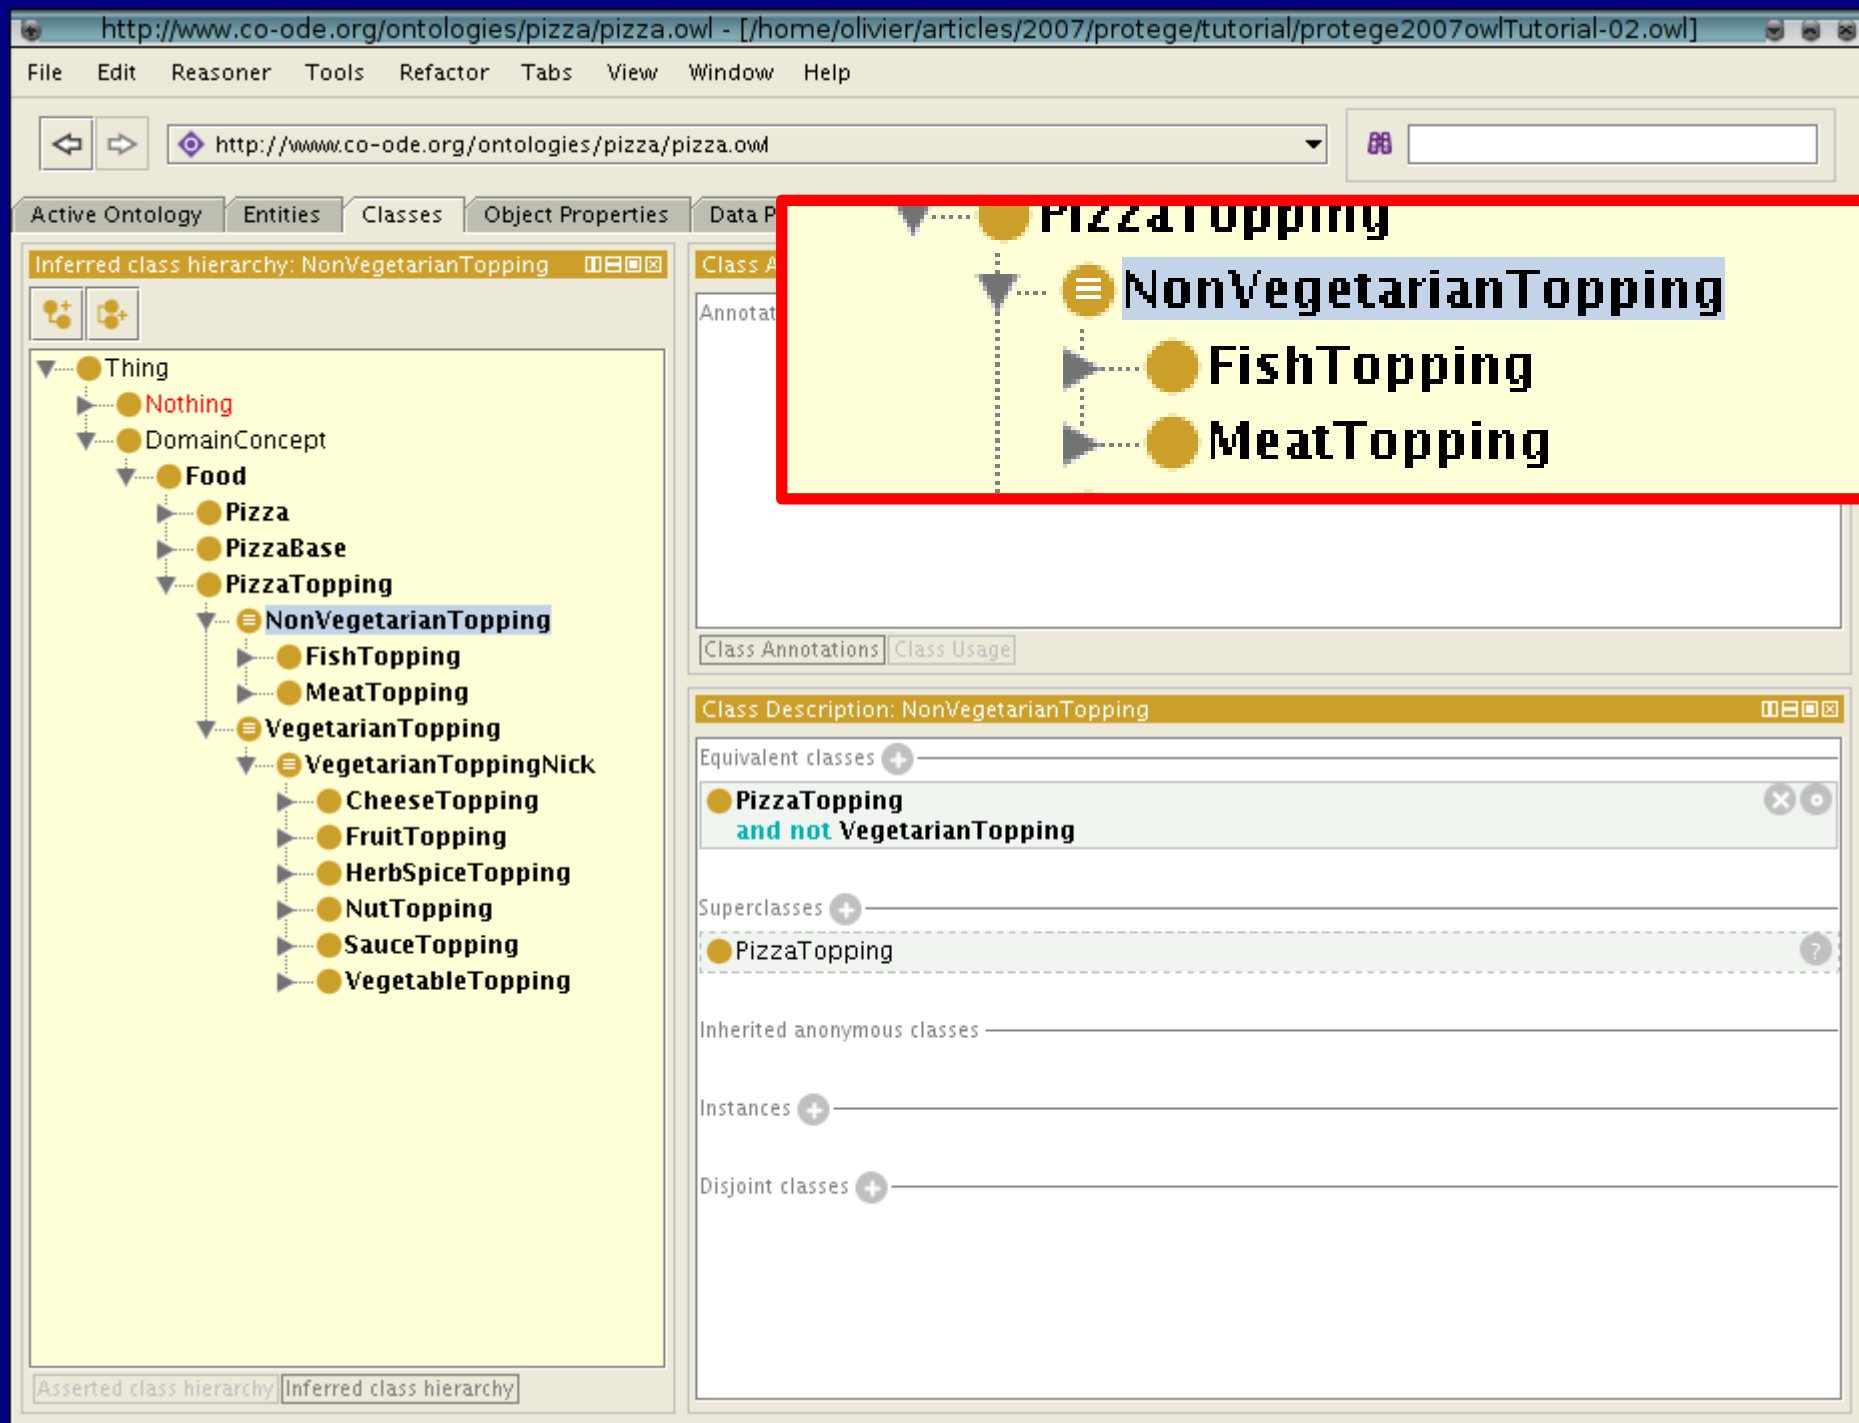 http://www.co-ode.org/ontologies/pizza/pizza.owl - [/home/olivier/articles/2007/protege/tutorial/protege2007owlTutorial-02.owl]
File Edit Reasoner Tools Refactor Tabs View Window Help
http://www.co-ode.org/ontologies/pizza/pizza.owl
Active Ontology Entities Classes Object Properties Data P
Inferred class hierarchy: NonVegetarianTopping
Thing
Nothing
DomainConcept
Food
Pizza
PizzaBase
PizzaTopping
NonVegetarianTopping
FishTopping
MeatTopping
VegetarianTopping
VegetarianToppingNick
CheeseTopping
FruitTopping
HerbSpiceTopping
NutTopping
SauceTopping
VegetableTopping
Asserted class hierarchy Inferred class hierarchy
Class A
Annotat
PizzaTopping
NonVegetarianTopping
FishTopping
MeatTopping
Class Annotations Class Usage
Class Description: NonVegetarianTopping
Equivalent classes
PizzaTopping
and not VegetarianTopping
Superclasses
PizzaTopping
Inherited anonymous classes
Instances
Disjoint classes